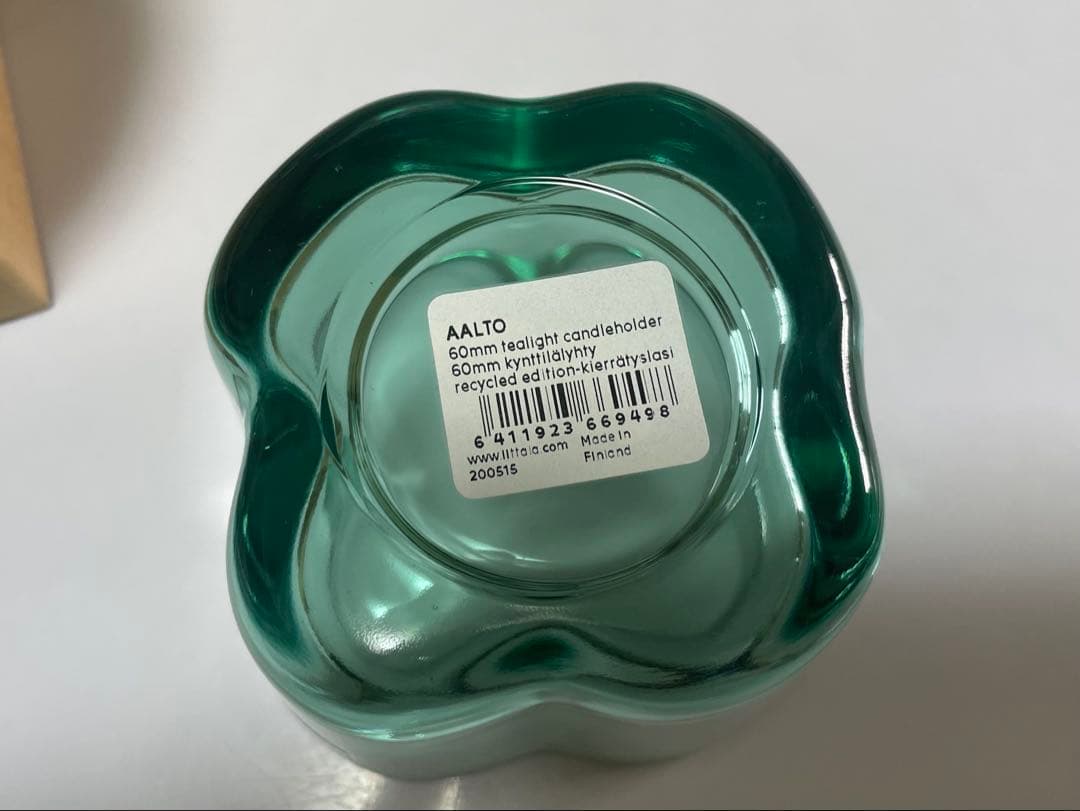 AALTO
60mm tealight candleholder
60mm kynttilälyhty
recycled edition-kierrätyslasi
6 411923 669498
www.iittala.com Made in
200515 Finland